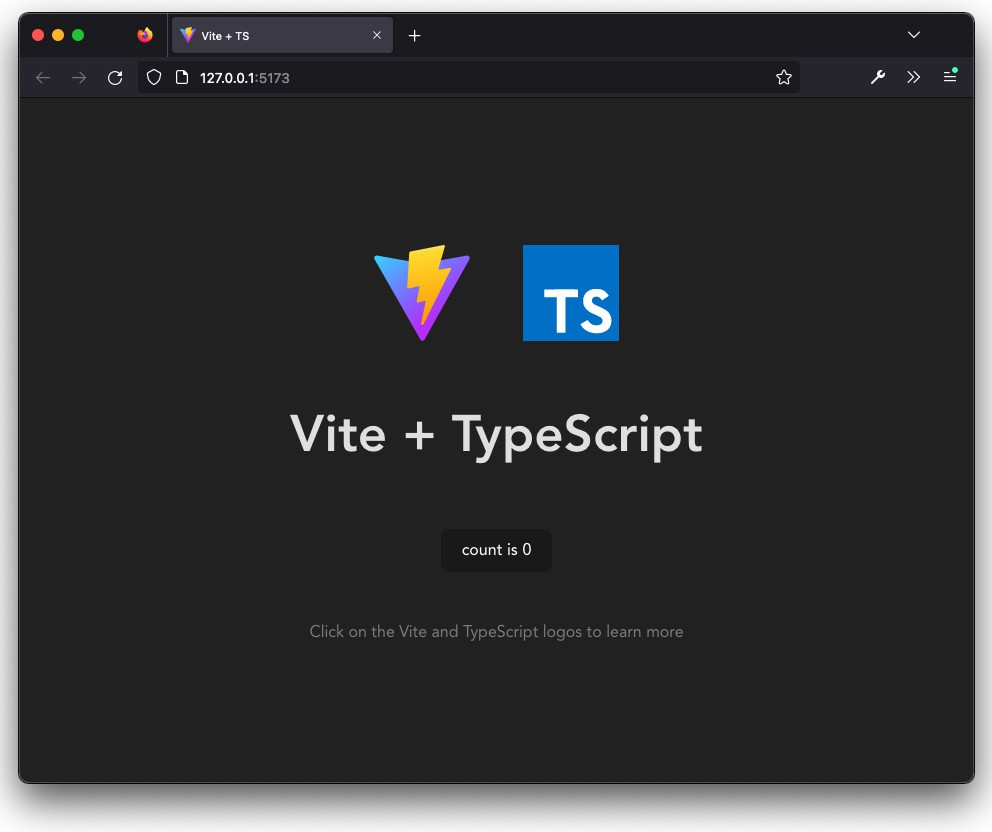 Vite + TS
127.0.0.1:5173
TS
Vite + TypeScript
count is 0
Click on the Vite and TypeScript logos to learn more